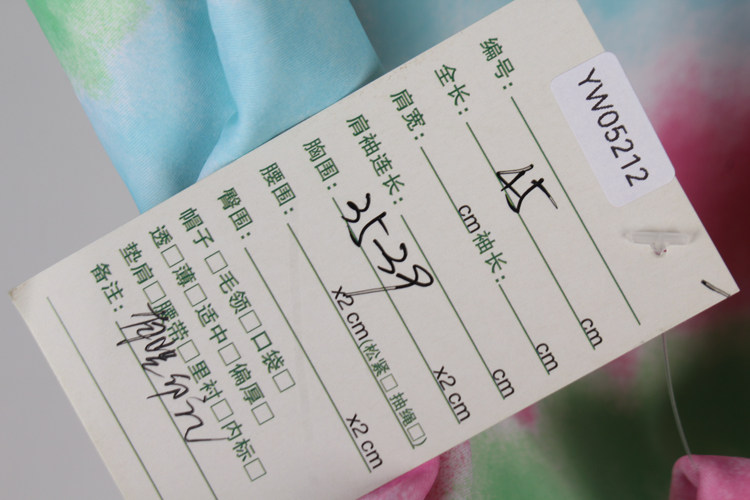 YW05212
编号:
全长: 45 cm
肩宽: cm 袖长: cm
肩袖连长: cm
胸围: 35-39 x2 cm
腰围: x2 cm(松紧□ 抽绳□)
臀围: x2 cm
帽子□ 毛领□ 口袋□
透□ 薄□ 适中□ 偏厚□
垫肩□ 腰带□ 里衬□ 内标□
备注: